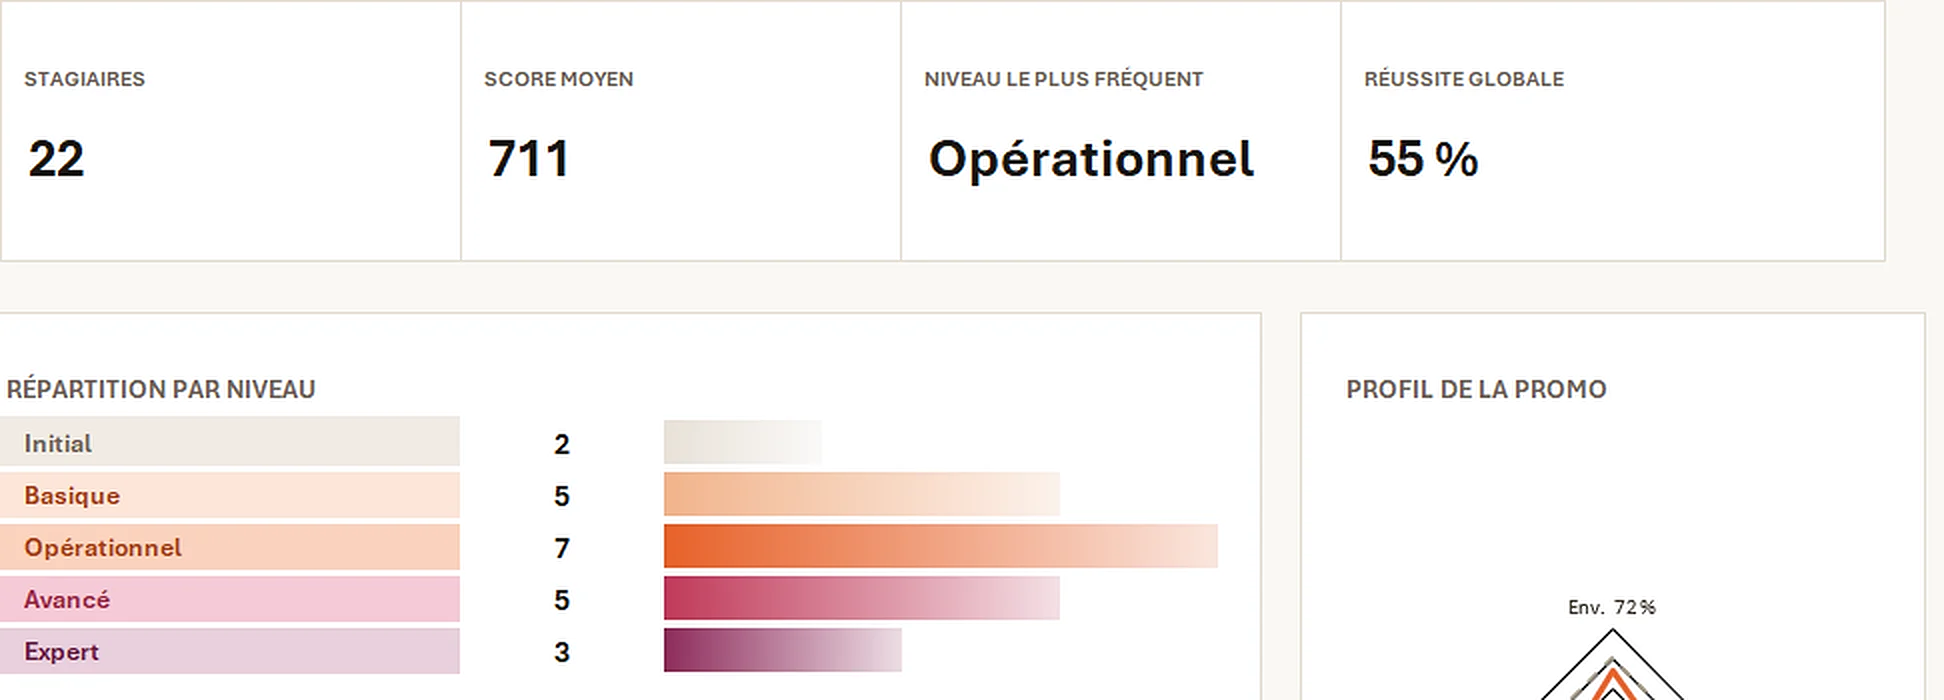 STAGIAIRES
SCORE MOYEN
NIVEAU LE PLUS FRÉQUENT
RÉUSSITE GLOBALE
22
711
Opérationnel
55 %
RÉPARTITION PAR NIVEAU
Initial 2
Basique 5
Opérationnel 7
Avancé 5
Expert 3
PROFIL DE LA PROMO
Env. 72%